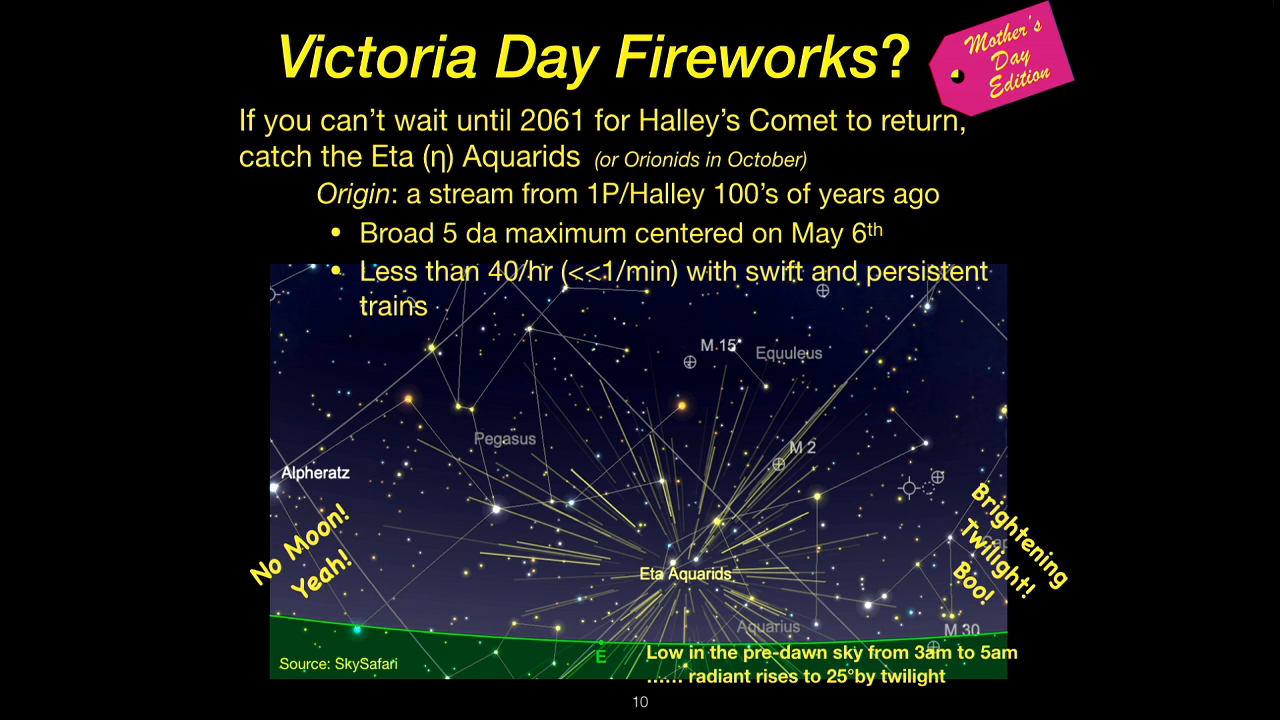 Victoria Day Fireworks?
Mother's
Day
Edition
If you can't wait until 2061 for Halley's Comet to return,
catch the Eta (η) Aquarids (or Orionids in October)
Origin: a stream from 1P/Halley 100's of years ago
• Broad 5 da maximum centered on May 6th
• Less than 40/hr (<<1/min) with swift and persistent
trains
M 15
Equuleus
Pegasus
M 2
Alpheratz
No Moon!
Yeah!
Brightening
Twilight!
Boo!
Cap
Eta Aquarids
Aquarius
M 30
E
Low in the pre-dawn sky from 3am to 5am
...... radiant rises to 25°by twilight
Source: SkySafari
10